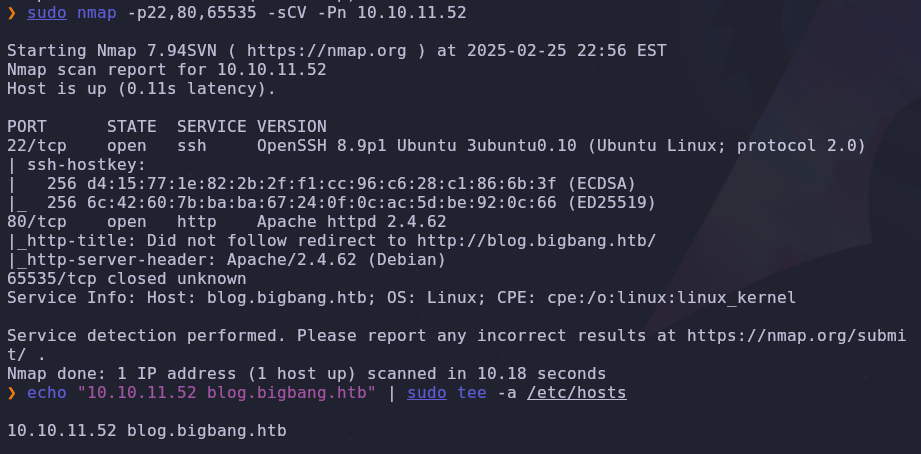 ❯ sudo nmap -p22,80,65535 -sCV -Pn 10.10.11.52
Starting Nmap 7.94SVN ( https://nmap.org ) at 2025-02-25 22:56 EST
Nmap scan report for 10.10.11.52
Host is up (0.11s latency).
PORT      STATE  SERVICE VERSION
22/tcp    open   ssh     OpenSSH 8.9p1 Ubuntu 3ubuntu0.10 (Ubuntu Linux; protocol 2.0)
| ssh-hostkey:
|   256 d4:15:77:1e:82:2b:2f:f1:cc:96:c6:28:c1:86:6b:3f (ECDSA)
|_  256 6c:42:60:7b:ba:ba:67:24:0f:0c:ac:5d:be:92:0c:66 (ED25519)
80/tcp    open   http    Apache httpd 2.4.62
|_http-title: Did not follow redirect to http://blog.bigbang.htb/
|_http-server-header: Apache/2.4.62 (Debian)
65535/tcp closed unknown
Service Info: Host: blog.bigbang.htb; OS: Linux; CPE: cpe:/o:linux:linux_kernel
Service detection performed. Please report any incorrect results at https://nmap.org/submi
t/ .
Nmap done: 1 IP address (1 host up) scanned in 10.18 seconds
❯ echo "10.10.11.52 blog.bigbang.htb" | sudo tee -a /etc/hosts
10.10.11.52 blog.bigbang.htb